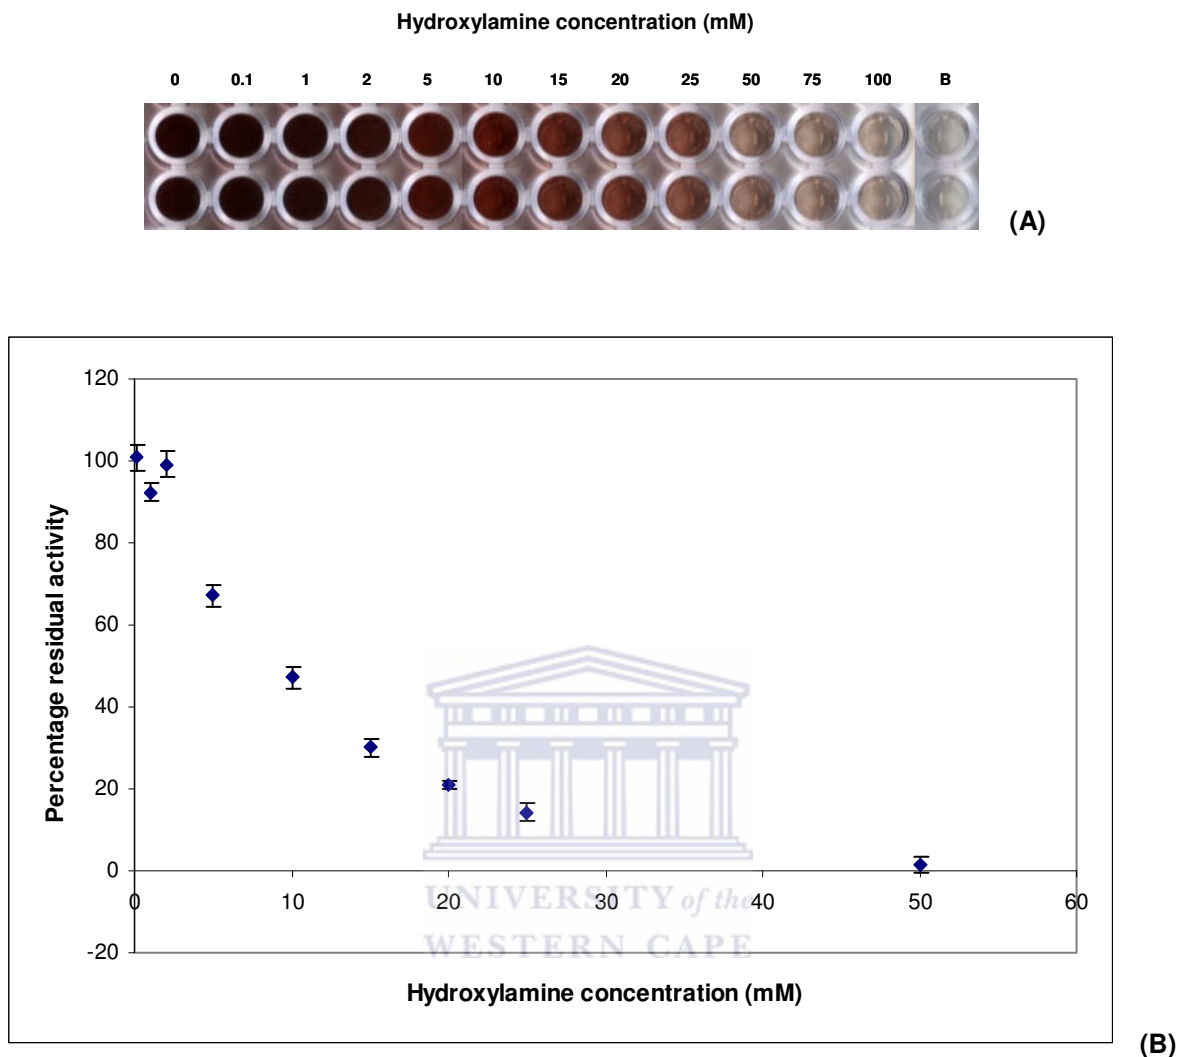 Hydroxylamine concentration (mM)
0 0.1 1 2 5 10 15 20 25 50 75 100 B
(A)
120
100
80
60
40
20
0
-20
Percentage residual activity
0 10 20 30 40 50 60
UNIVERSITY of the
WESTERN CAPE
Hydroxylamine concentration (mM)
(B)